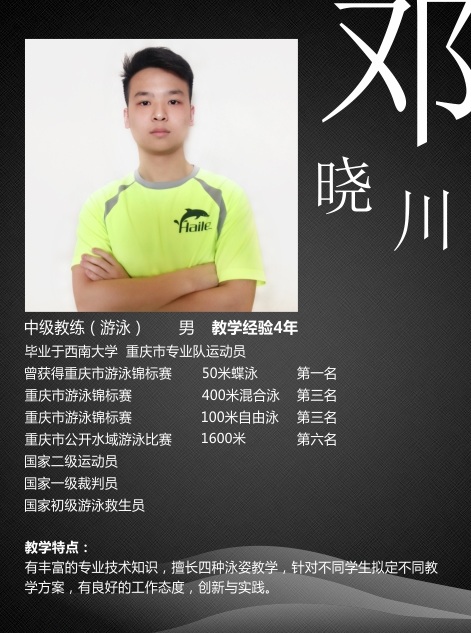 邓
晓
川
Haile
中级教练（游泳） 男 教学经验4年
毕业于西南大学 重庆市专业队运动员
曾获得重庆市游泳锦标赛 50米蝶泳 第一名
重庆市游泳锦标赛 400米混合泳 第三名
重庆市游泳锦标赛 100米自由泳 第三名
重庆市公开水域游泳比赛 1600米 第六名
国家二级运动员
国家一级裁判员
国家初级游泳救生员
教学特点：
有丰富的专业技术知识，擅长四种泳姿教学，针对不同学生拟定不同教
学方案，有良好的工作态度，创新与实践。